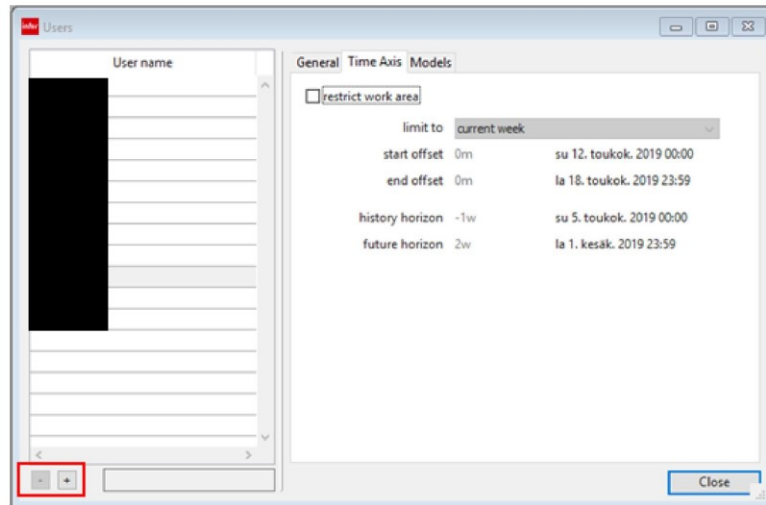 infor Users
User name
General Time Axis Models
restrict work area
limit to current week
start offset 0m su 12. toukok. 2019 00:00
end offset 0m la 18. toukok. 2019 23:59
history horizon -1w su 5. toukok. 2019 00:00
future horizon 2w la 1. kesäk. 2019 23:59
- +
Close